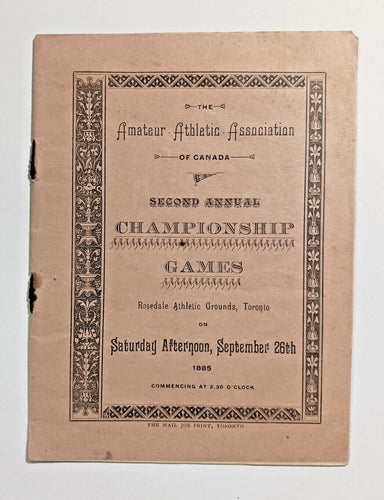 THE
Amateur Athletic Association
OF CANADA
SECOND ANNUAL
CHAMPIONSHIP
GAMES
Rosedale Athletic Grounds, Toronto
ON
Saturday Afternoon, September 26th
1885
COMMENCING AT 2.30 O'CLOCK
THE MAIL JOB PRINT, TORONTO